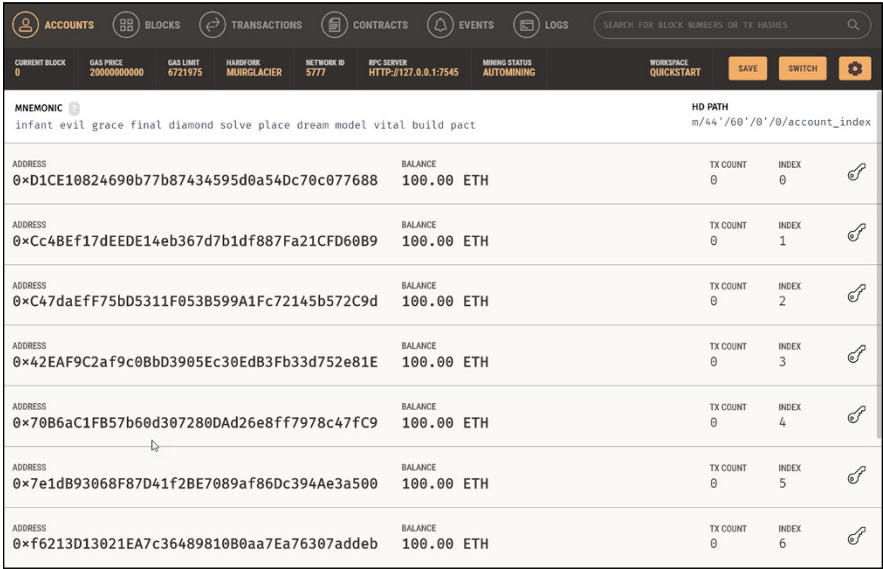 ACCOUNTS BLOCKS TRANSACTIONS CONTRACTS EVENTS LOGS SEARCH FOR BLOCK NUMBERS OR TX HASHES
CURRENT BLOCK GAS PRICE GAS LIMIT HARDFORK NETWORK ID RPC SERVER MINING STATUS WORKSPACE
0 20000000000 6721975 MUIRGLACIER 5777 HTTP://127.0.0.1:7545 AUTOMINING QUICKSTART SAVE SWITCH
MNEMONIC ? HD PATH
infant evil grace final diamond solve place dream model vital build pact m/44'/60'/0'/0/account_index
ADDRESS BALANCE TX COUNT INDEX
0×D1CE10824690b77b87434595d0a54Dc70c077688 100.00 ETH 0 0
ADDRESS BALANCE TX COUNT INDEX
0×Cc4BEf17dEEDE14eb367d7b1df887Fa21CFD60B9 100.00 ETH 0 1
ADDRESS BALANCE TX COUNT INDEX
0×C47daEfF75bD5311F053B599A1Fc72145b572C9d 100.00 ETH 0 2
ADDRESS BALANCE TX COUNT INDEX
0×42EAF9C2af9c0BbD3905Ec30EdB3Fb33d752e81E 100.00 ETH 0 3
ADDRESS BALANCE TX COUNT INDEX
0×70B6aC1FB57b60d307280DAd26e8ff7978c47fC9 100.00 ETH 0 4
ADDRESS BALANCE TX COUNT INDEX
0×7e1dB93068F87D41f2BE7089af86Dc394Ae3a500 100.00 ETH 0 5
ADDRESS BALANCE TX COUNT INDEX
0×f6213D13021EA7c36489810B0aa7Ea76307addeb 100.00 ETH 0 6